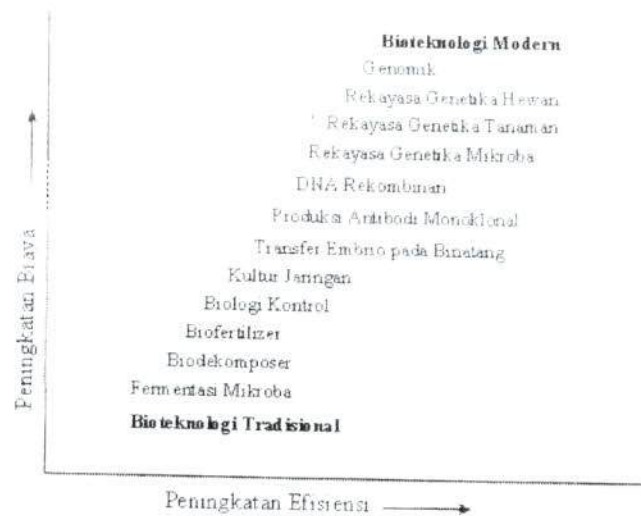 Bioteknologi Modern
Genomik
Rekayasa Genetika Hewan
Rekayasa Genetika Tanaman
Rekayasa Genetika Mikroba
DNA Rekombinan
Produksi Antibodi Monoklonal
Transfer Embrio pada Binatang
Kultur Jaringan
Biologi Kontrol
Biofertilizer
Biodekomposer
Fermentasi Mikroba
Bioteknologi Tradisional
Peningkatan Biaya
Peningkatan Efisiensi